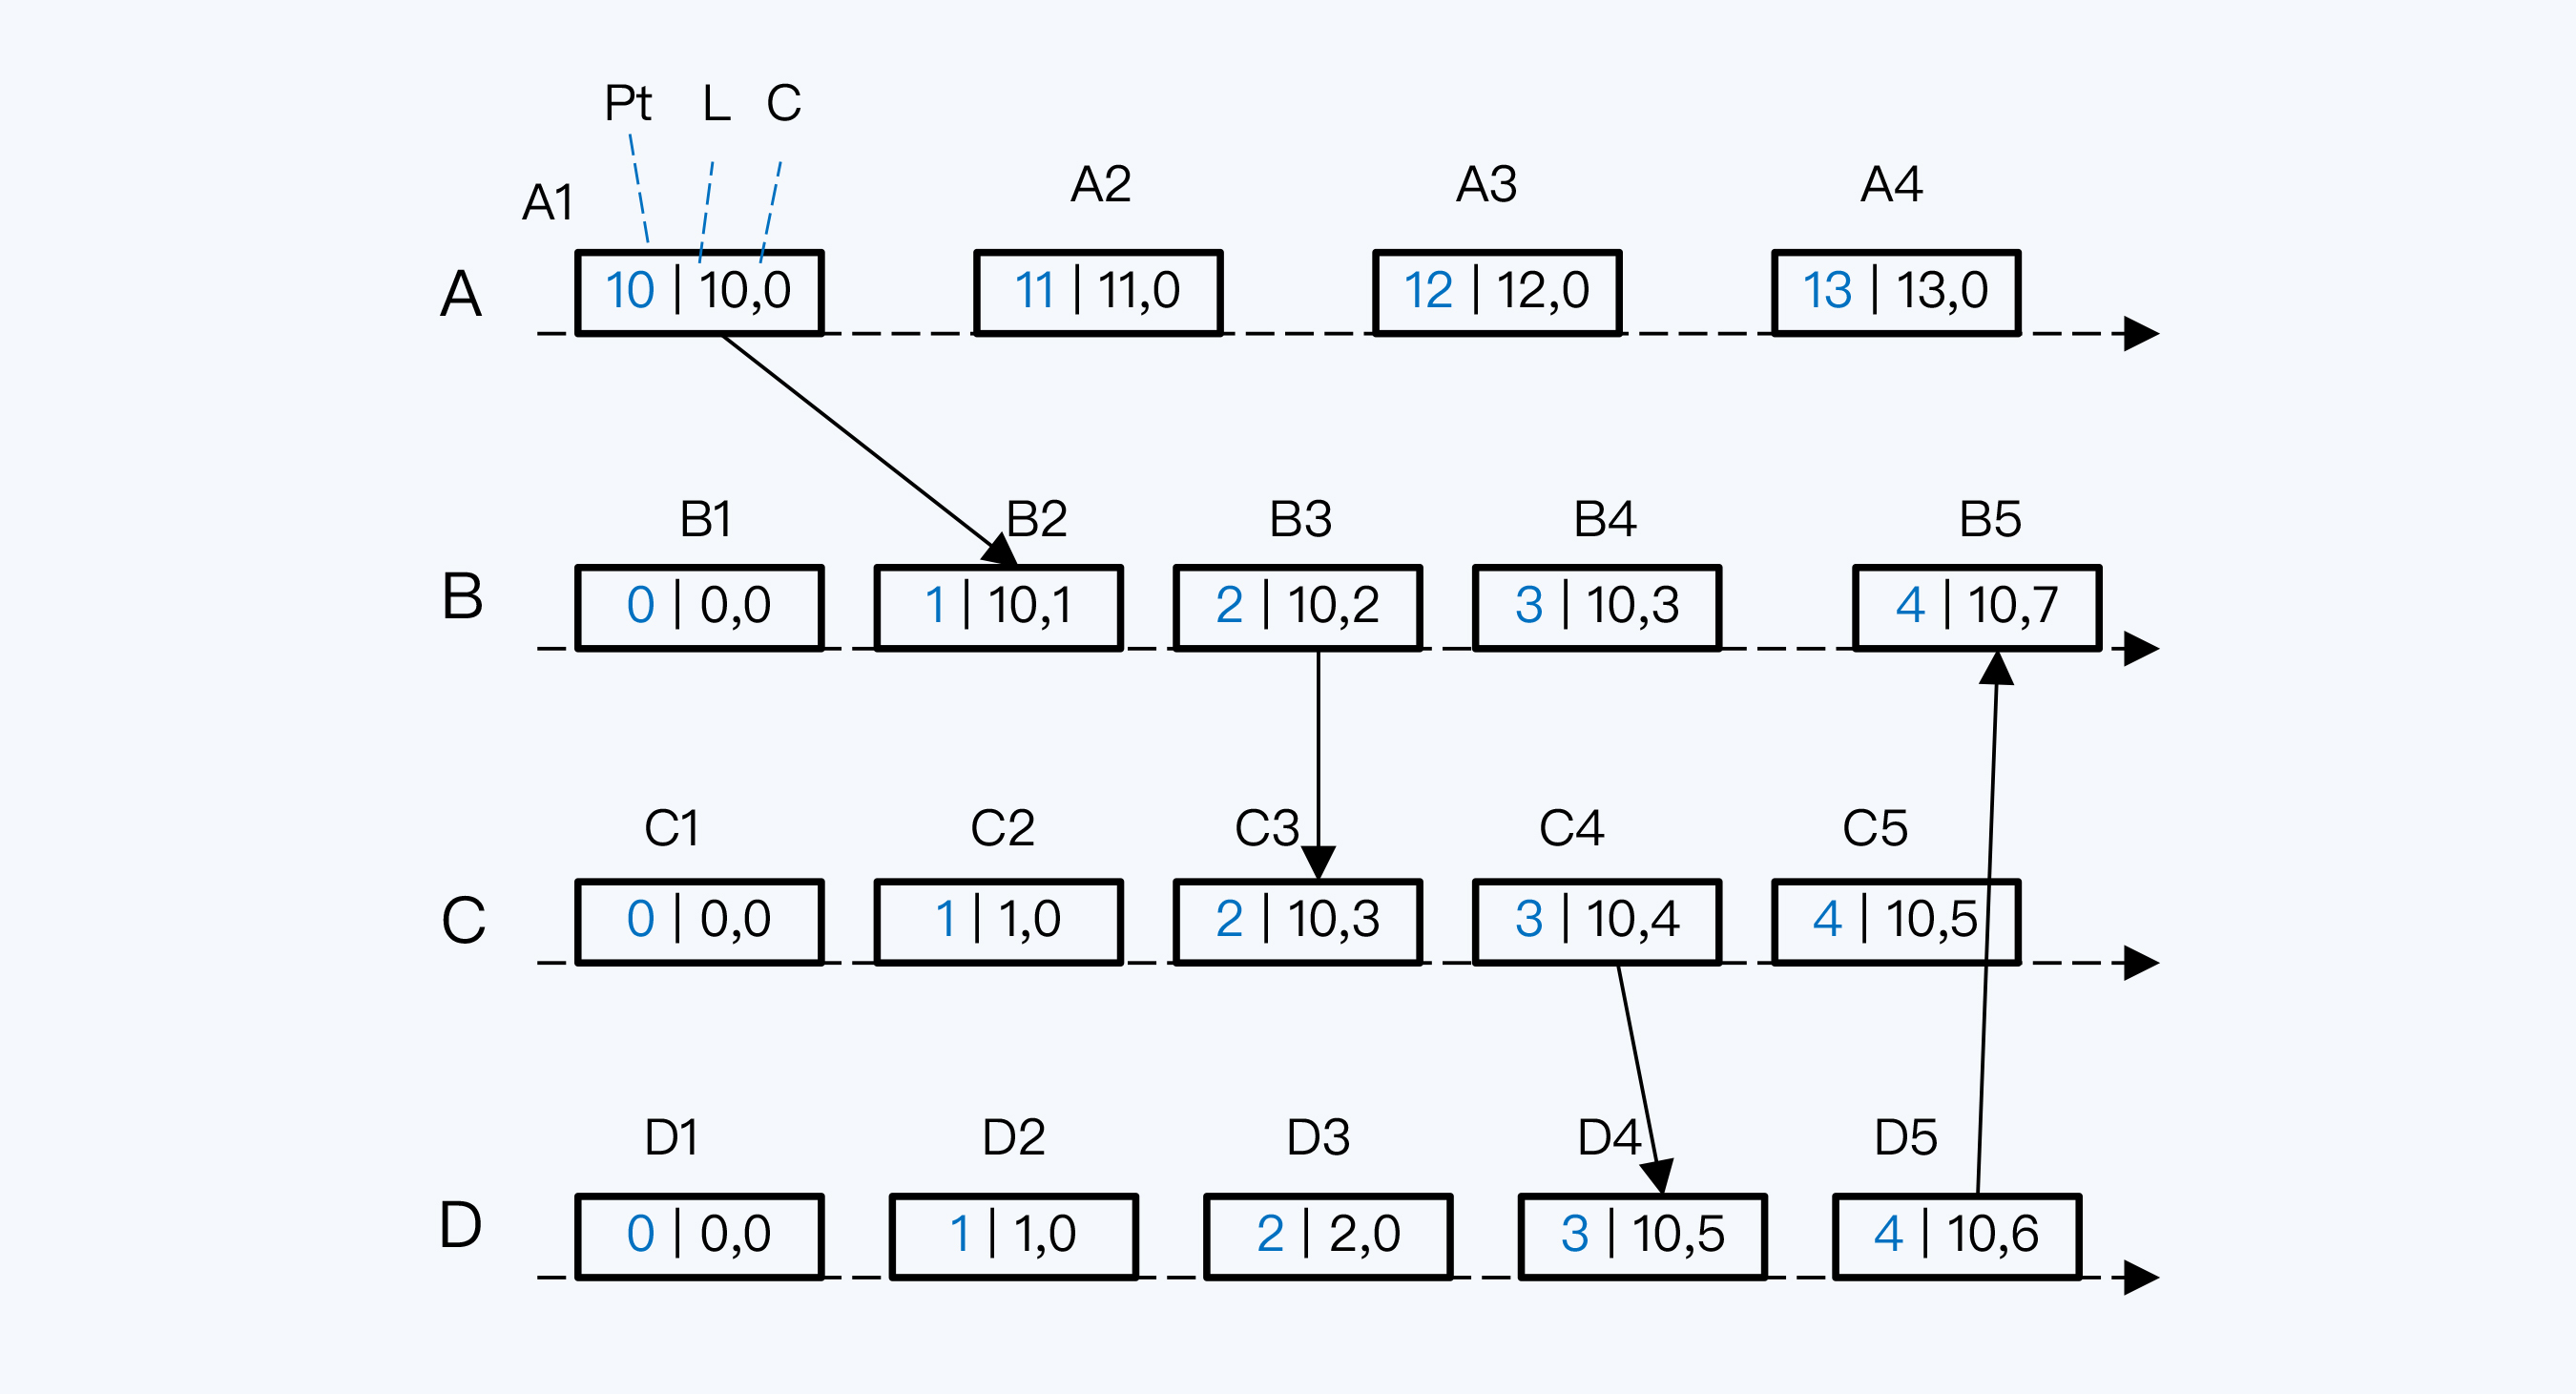 Pt L C
A1 A2 A3 A4
A 10 | 10,0 11 | 11,0 12 | 12,0 13 | 13,0
B1 B2 B3 B4 B5
B 0 | 0,0 1 | 10,1 2 | 10,2 3 | 10,3 4 | 10,7
C1 C2 C3 C4 C5
C 0 | 0,0 1 | 1,0 2 | 10,3 3 | 10,4 4 | 10,5
D1 D2 D3 D4 D5
D 0 | 0,0 1 | 1,0 2 | 2,0 3 | 10,5 4 | 10,6